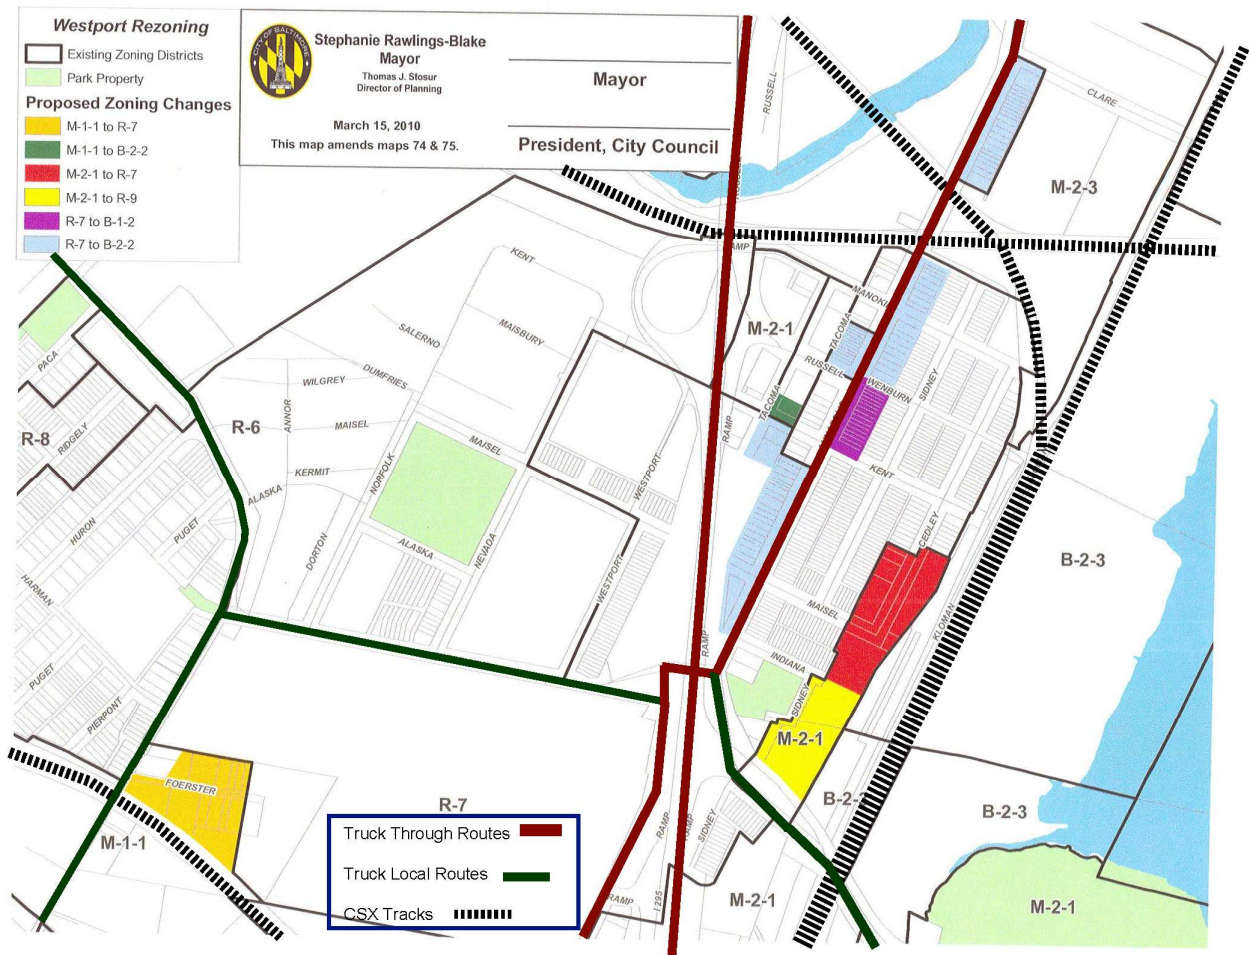 Westport Rezoning
Existing Zoning Districts
Park Property
Proposed Zoning Changes
M-1-1 to R-7
M-1-1 to B-2-2
M-2-1 to R-7
M-2-1 to R-9
R-7 to B-1-2
R-7 to B-2-2
CITY OF BALTIMORE
Stephanie Rawlings-Blake
Mayor
Thomas J. Stosur
Director of Planning
March 15, 2010
This map amends maps 74 & 75.
Mayor
President, City Council
RUSSELL
CLARE
M-2-3
RAMP
KENT
MANOKI
M-2-1
TACOMA
SALERNO
MAISBURY
RUSSELL
WENBURN
SIDNEY
PACA
DUMFRIES
WILGREY
ANNOR
TACOMA
R-8
RIDGELY
R-6
MAISEL
MAISEL
RAMP
KENT
NORFOLK
WESTPORT
KERMIT
ALASKA
HURON
PUGET
CEDLEY
DORTON
ALASKA
NEVADA
B-2-3
HARMAN
WESTPORT
MAISEL
KLOMAN
RAMP
INDIANA
PUGET
SIDNEY
PIERPONT
M-2-1
FOERSTER
R-7
B-2-
B-2-3
M-1-1
RAMP
RAMP
SIDNEY
Truck Through Routes
Truck Local Routes
CSX Tracks
RAMP
I 295
M-2-1
M-2-1